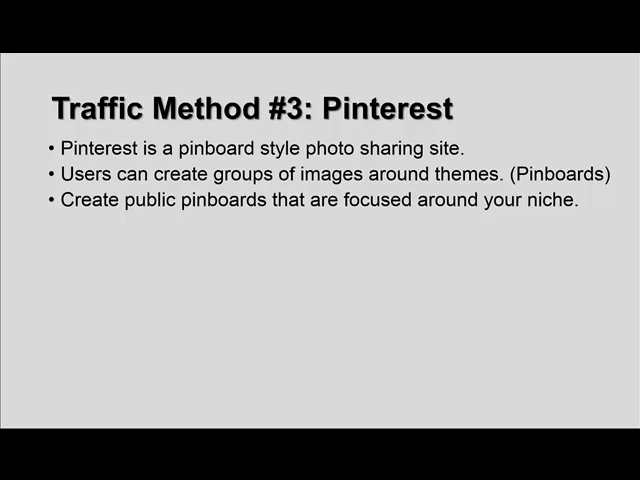 Traffic Method #3: Pinterest
• Pinterest is a pinboard style photo sharing site.
• Users can create groups of images around themes. (Pinboards)
• Create public pinboards that are focused around your niche.